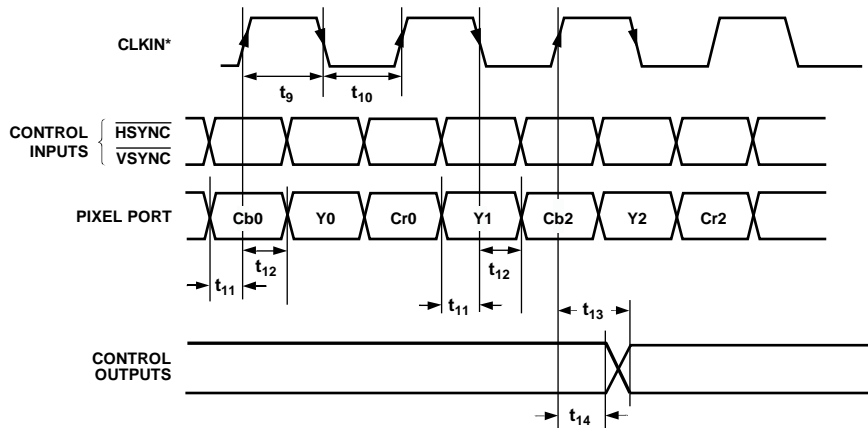 CLKIN*
t9
t10
CONTROL INPUTS
HSYNC
VSYNC
PIXEL PORT
Cb0
Y0
Cr0
Y1
Cb2
Y2
Cr2
t12
t12
t11
t11
t13
CONTROL OUTPUTS
t14